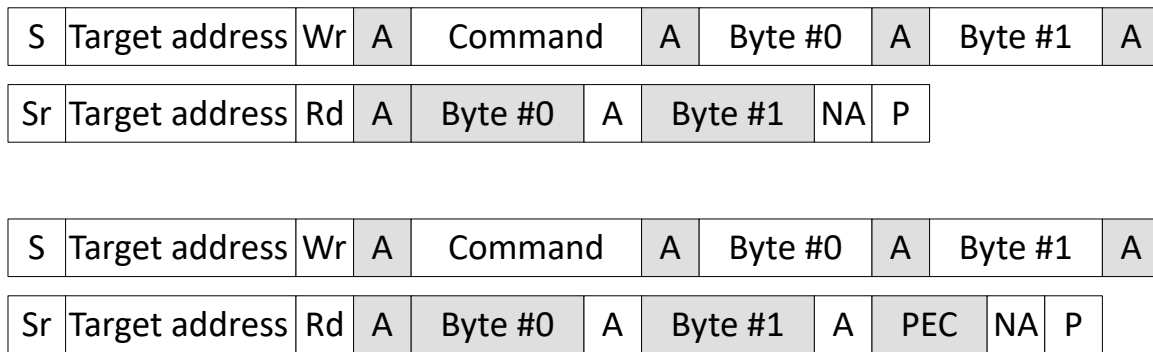 S Target address Wr A Command A Byte #0 A Byte #1 A
Sr Target address Rd A Byte #0 A Byte #1 NA P
S Target address Wr A Command A Byte #0 A Byte #1 A
Sr Target address Rd A Byte #0 A Byte #1 A PEC NA P